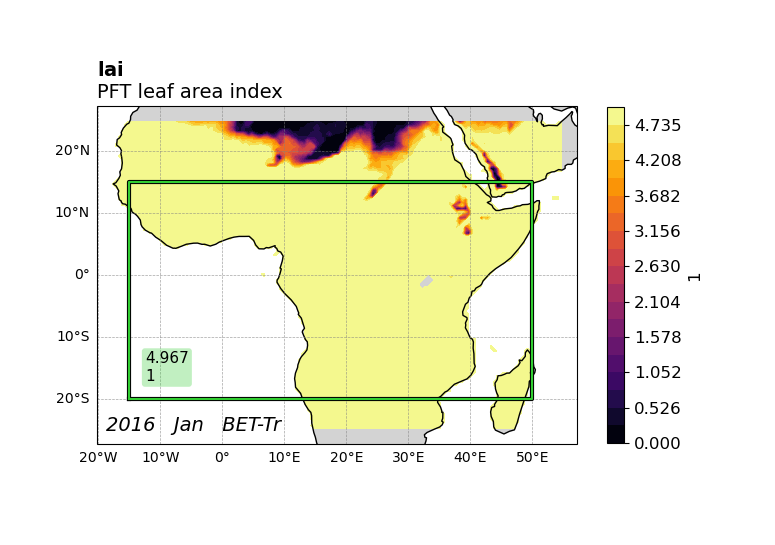 lai
PFT leaf area index
20°N
10°N
0°
10°S
20°S
4.967
1
2016 Jan BET-Tr
20°W 10°W 0° 10°E 20°E 30°E 40°E 50°E
4.735
4.208
3.682
3.156
2.630
2.104
1.578
1.052
0.526
0.000
1